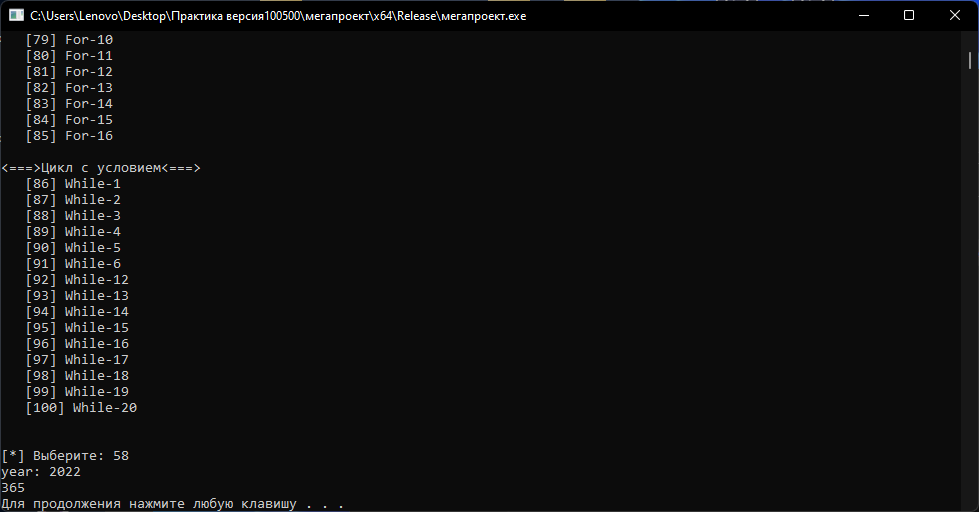 C:\Users\Lenovo\Desktop\Практика версия100500\мегапроект\x64\Release\мегапроект.exe
[79] For-10
[80] For-11
[81] For-12
[82] For-13
[83] For-14
[84] For-15
[85] For-16
<===>Цикл с условием<===>
[86] While-1
[87] While-2
[88] While-3
[89] While-4
[90] While-5
[91] While-6
[92] While-12
[93] While-13
[94] While-14
[95] While-15
[96] While-16
[97] While-17
[98] While-18
[99] While-19
[100] While-20
[*] Выберите: 58
year: 2022
365
Для продолжения нажмите любую клавишу . . .